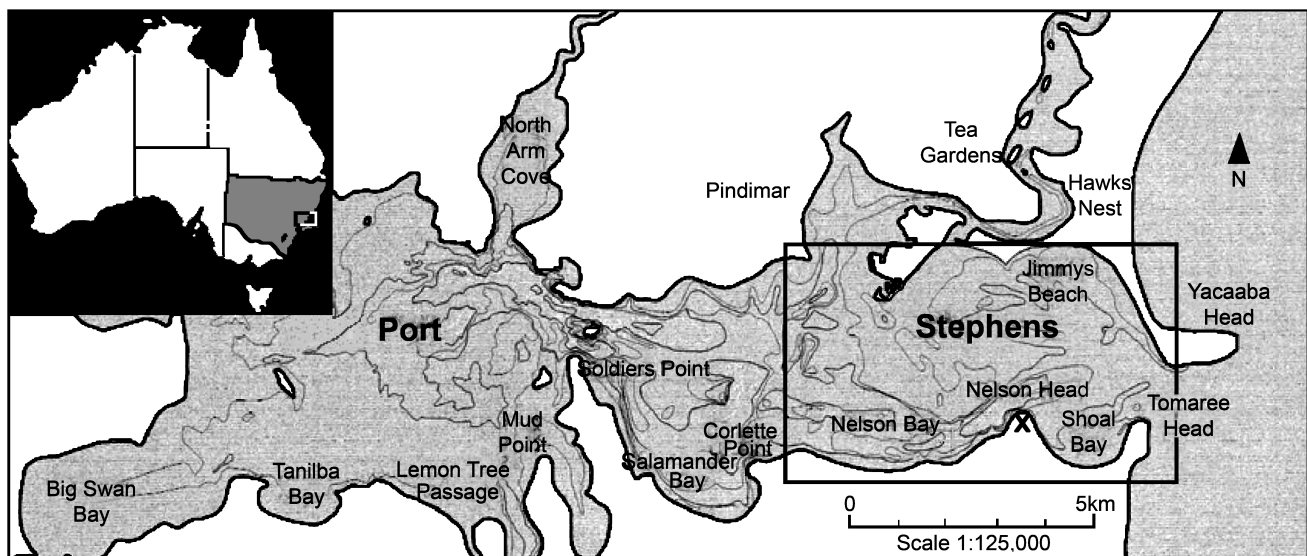 North
Arm
Cove
Tea
Gardens
Pindimar
Hawks
Nest
N
Jimmys
Beach
Yacaaba
Head
Port
Stephens
Soldiers Point
Nelson Head
Tomaree
Head
Mud
Point
Corlette
Point
Nelson Bay
X
Shoal
Bay
Salamander
Bay
Big Swan
Bay
Tanilba
Bay
Lemon Tree
Passage
0 5km
Scale 1:125,000